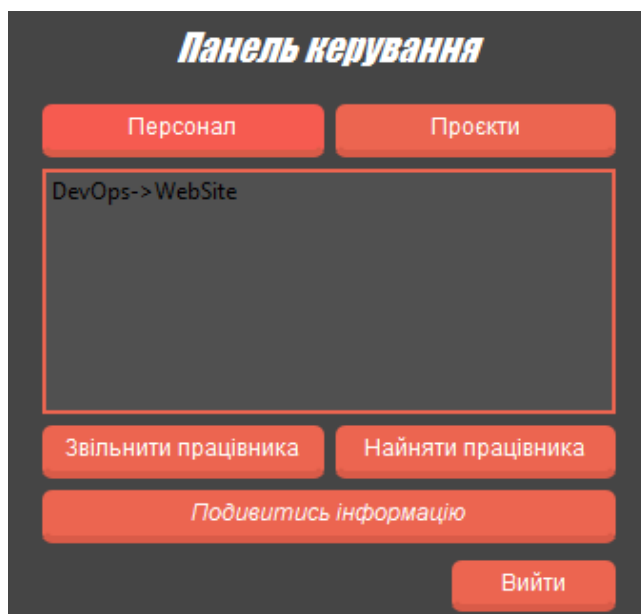 Панель керування
Персонал
Проєкти
DevOps->WebSite
Звільнити працівника
Найняти працівника
Подивитись інформацію
Вийти